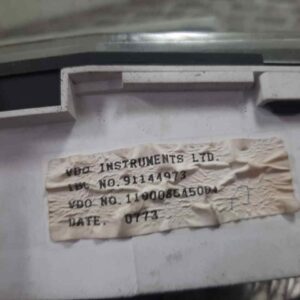 VDO INSTRUMENTS LTD.
NO.91144973
VDO NO.
DATE. 0773